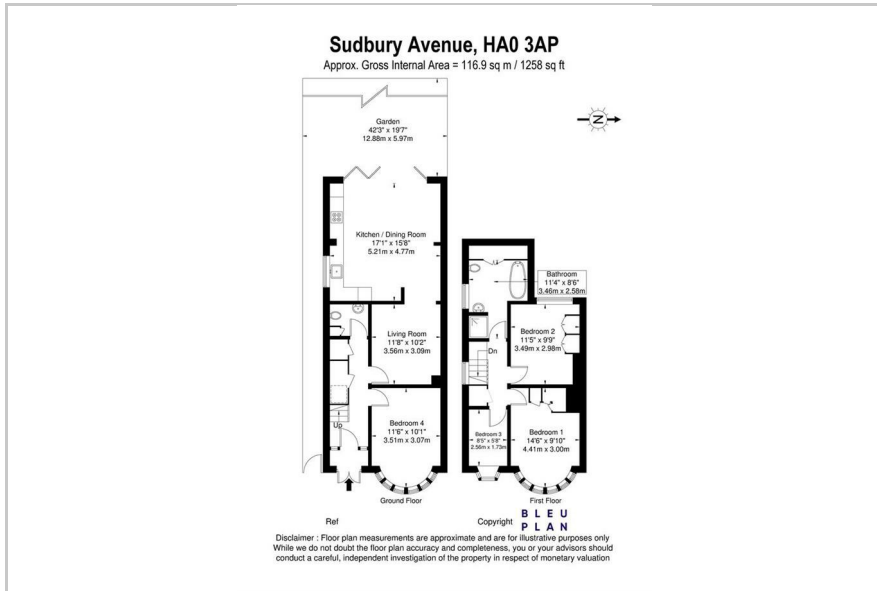 Sudbury Avenue, HA0 3AP
Approx. Gross Internal Area = 116.9 sq m / 1258 sq ft
Garden
42'3" x 19'7"
12.88m x 5.97m
N
Kitchen / Dining Room
17'1" x 15'8"
5.21m x 4.77m
Bathroom
11'4" x 8'6"
3.46m x 2.58m
Living Room
11'8" x 10'2"
3.56m x 3.09m
Bedroom 2
11'5" x 9'9"
3.49m x 2.98m
Dn
Up
Bedroom 4
11'6" x 10'1"
3.51m x 3.07m
Bedroom 3
8'5" x 5'8"
2.56m x 1.73m
Bedroom 1
14'6" x 9'10"
4.41m x 3.00m
Ground Floor
First Floor
Ref
Copyright
BLEU
PLAN
Disclaimer : Floor plan measurements are approximate and are for illustrative purposes only
While we do not doubt the floor plan accuracy and completeness, you or your advisors should
conduct a careful, independent investigation of the property in respect of monetary valuation